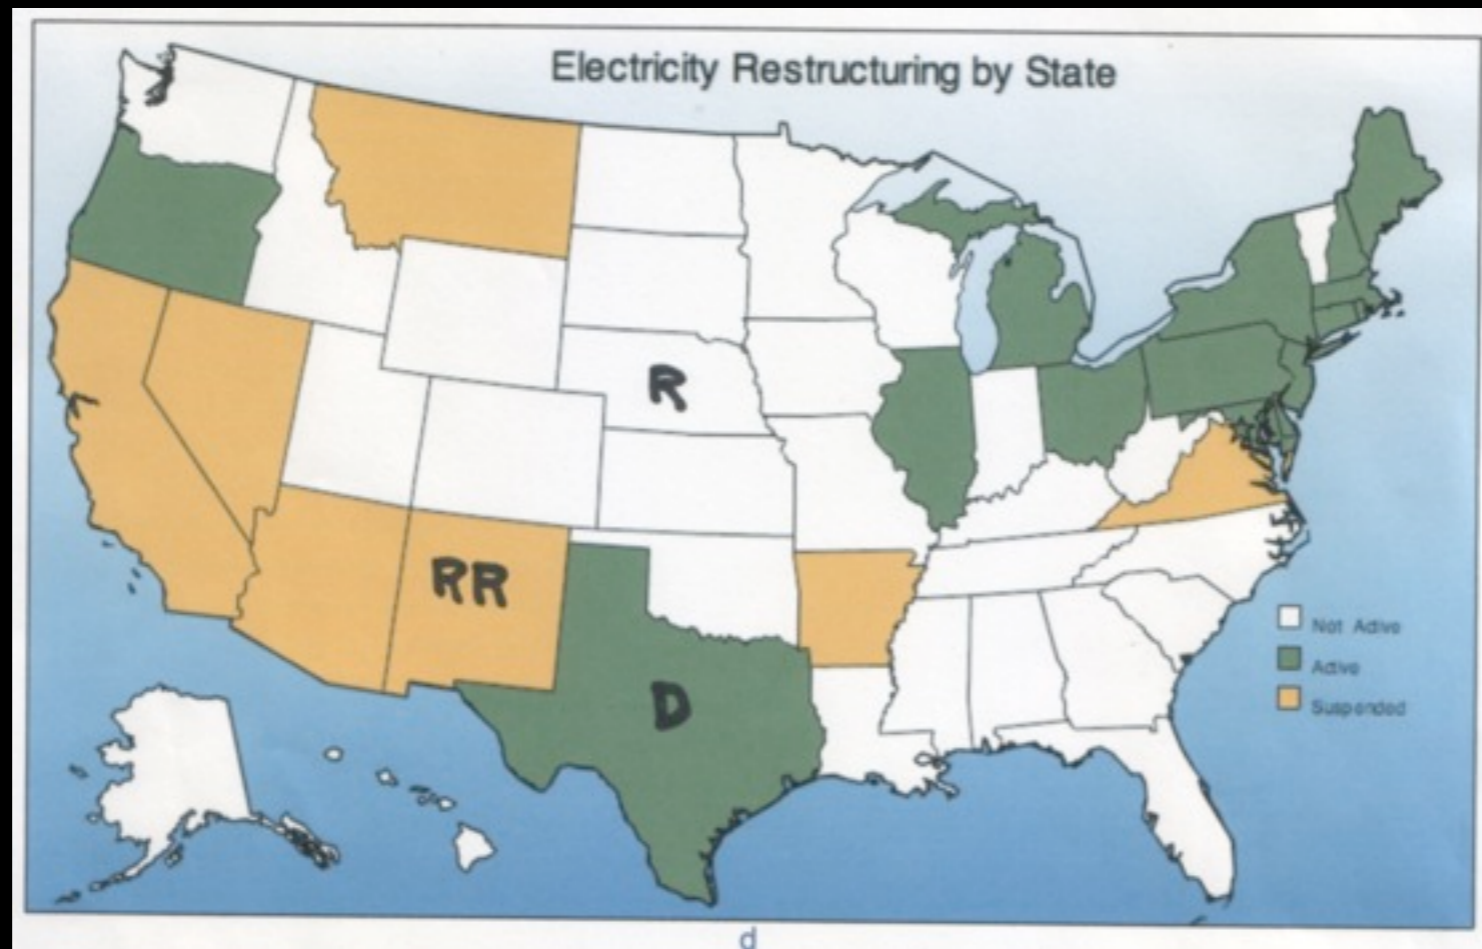 Electricity Restructuring by State
R
RR
D
Not Active
Active
Suspended
d